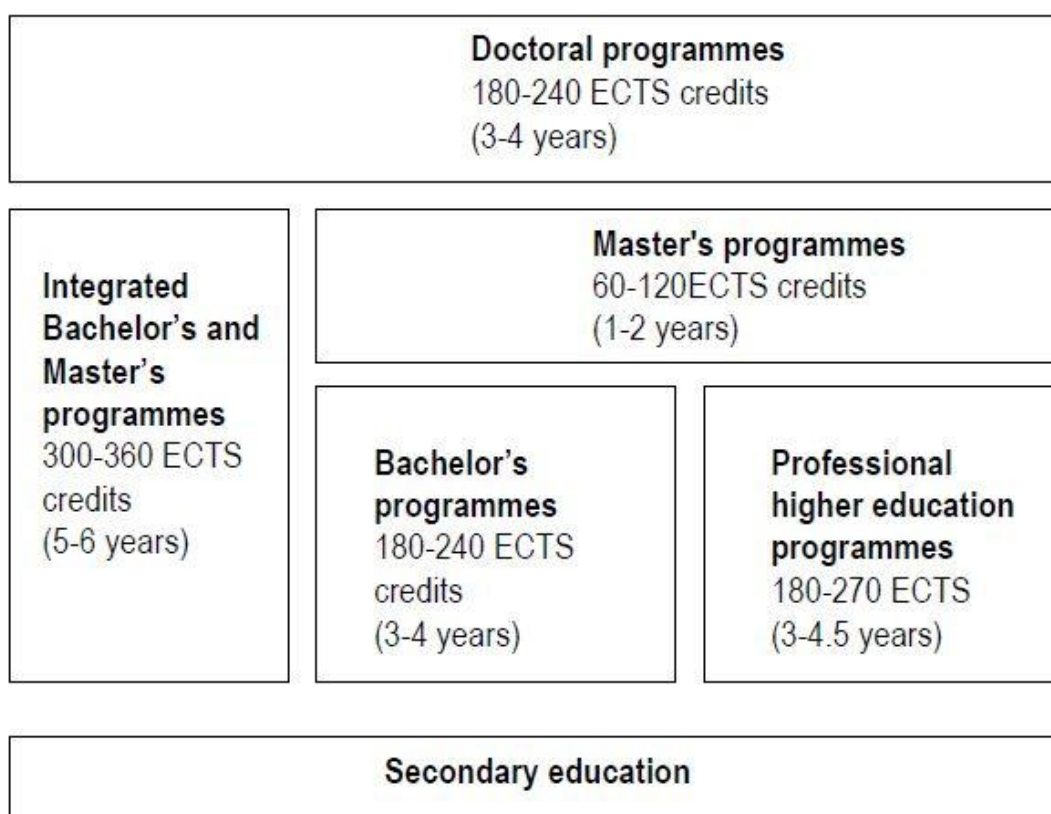 Doctoral programmes
180-240 ECTS credits
(3-4 years)
Integrated
Bachelor’s and
Master’s
programmes
300-360 ECTS
credits
(5-6 years)
Master's programmes
60-120ECTS credits
(1-2 years)
Bachelor’s
programmes
180-240 ECTS
credits
(3-4 years)
Professional
higher education
programmes
180-270 ECTS
(3-4.5 years)
Secondary education